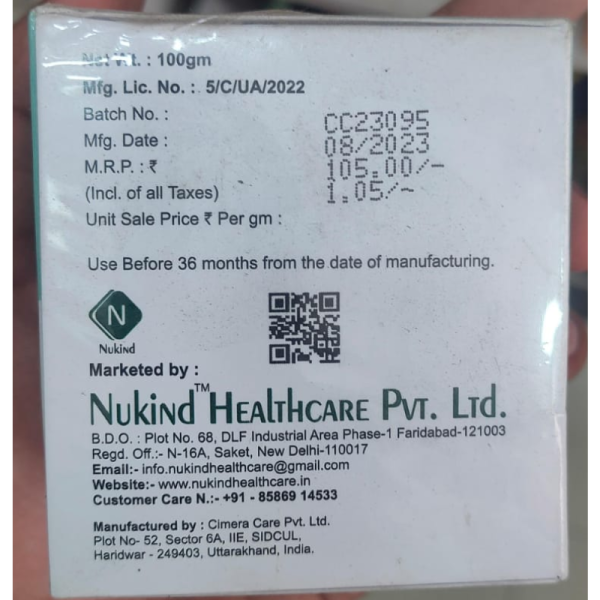 Net Wt. : 100gm
Mfg. Lic. No. : 5/C/UA/2022
Batch No. : CC23095
Mfg. Date : 08/2023
M.R.P. : ₹ 105.00/-
(Incl. of all Taxes) 1.05/-
Unit Sale Price ₹ Per gm :
Use Before 36 months from the date of manufacturing.
N
Nukind
Marketed by :
Nukind™ Healthcare Pvt. Ltd.
B.D.O. : Plot No. 68, DLF Industrial Area Phase-1 Faridabad-121003
Regd. Off.:- N-16A, Saket, New Delhi-110017
Email:- info.nukindhealthcare@gmail.com
Website:- www.nukindhealthcare.in
Customer Care N.:- +91 - 85869 14533
Manufactured by : Cimera Care Pvt. Ltd.
Plot No- 52, Sector 6A, IIE, SIDCUL,
Haridwar - 249403, Uttarakhand, India.